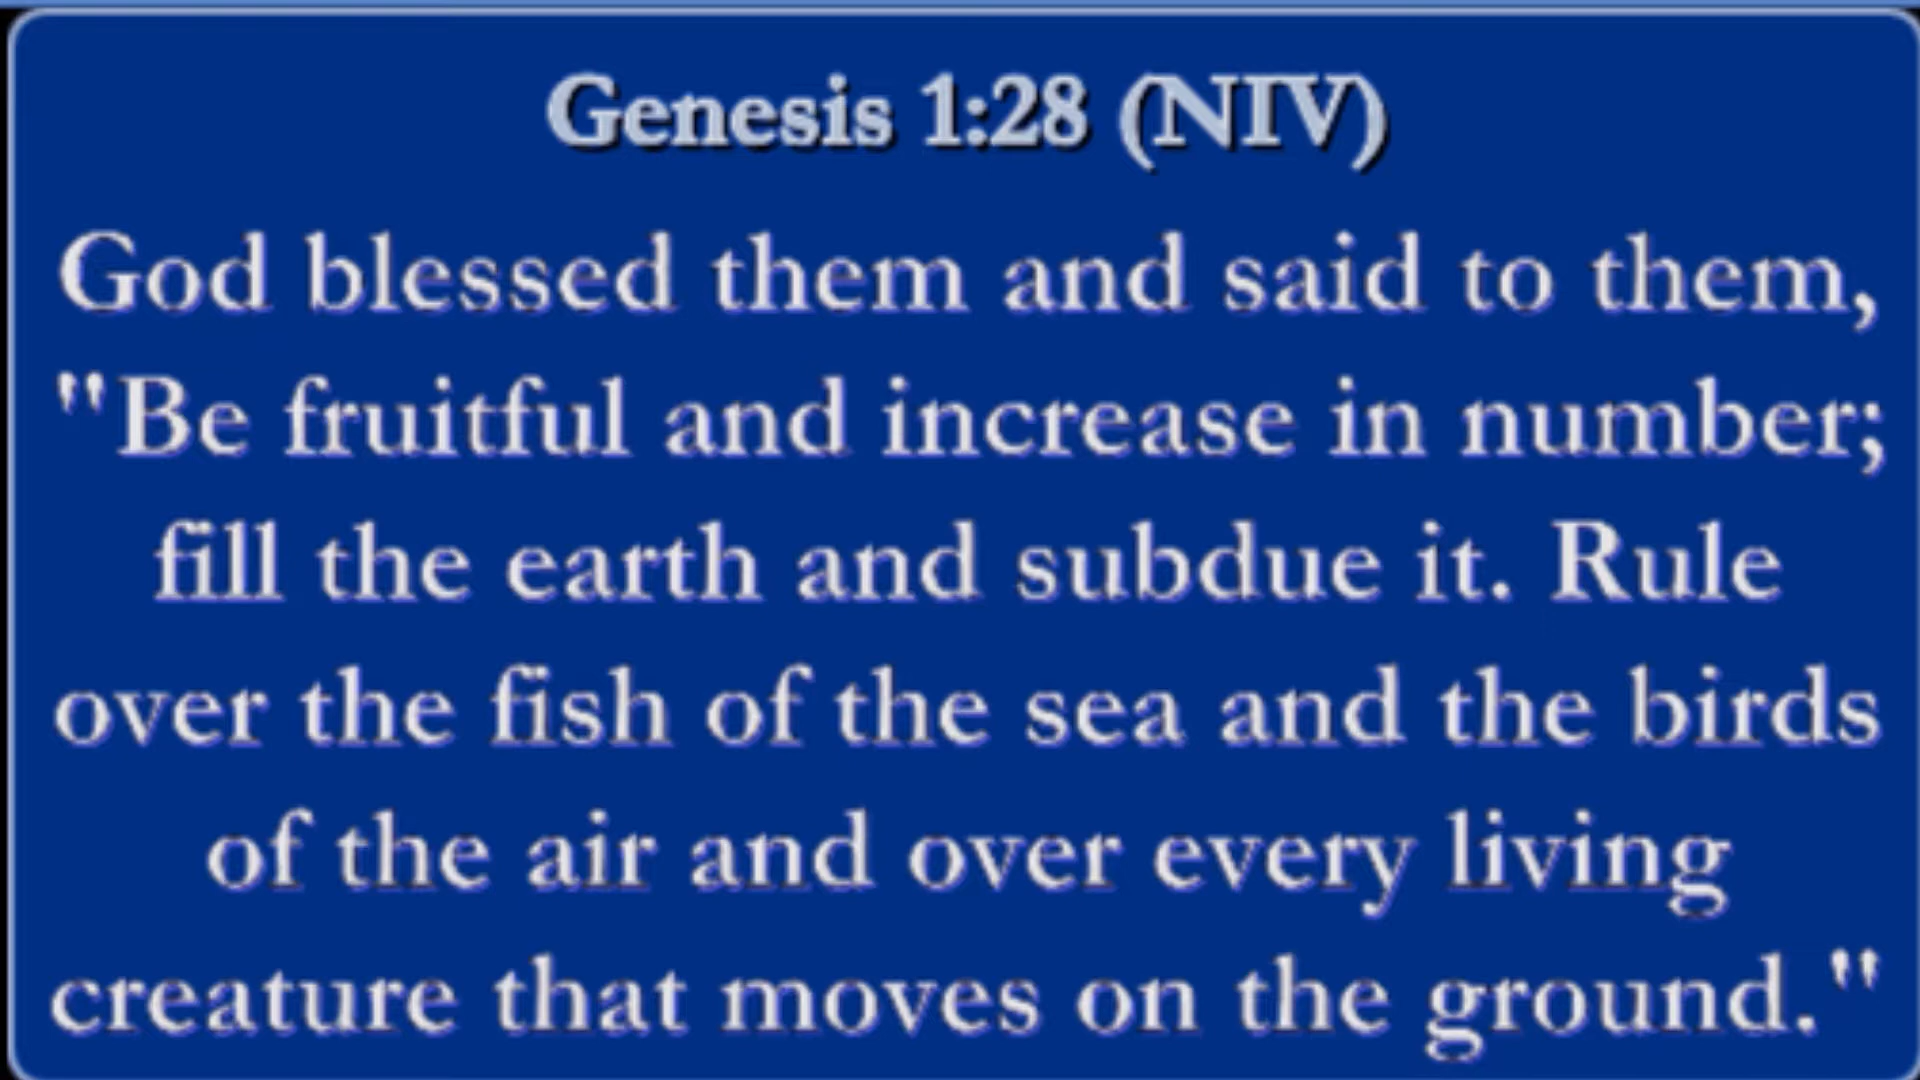 Genesis 1:28 (NIV)
God blessed them and said to them,
"Be fruitful and increase in number;
fill the earth and subdue it. Rule
over the fish of the sea and the birds
of the air and over every living
creature that moves on the ground."